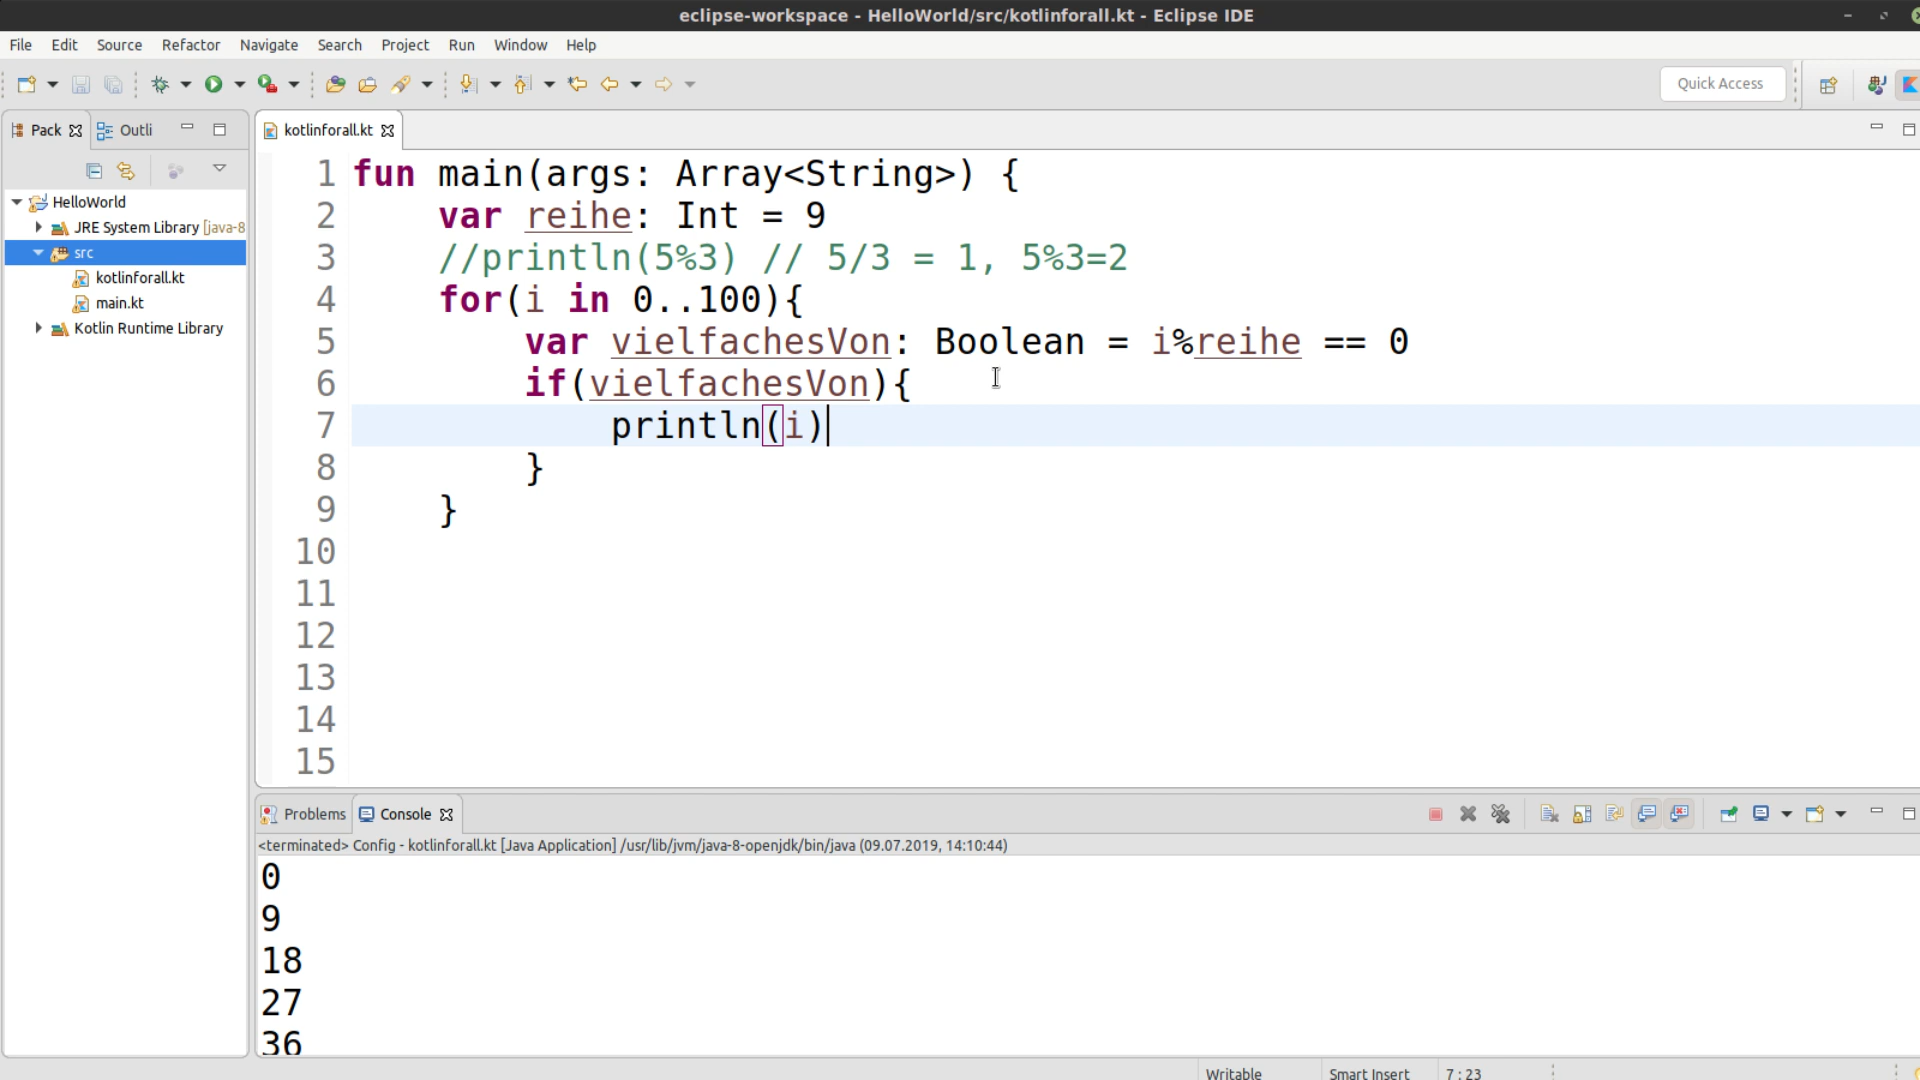 eclipse-workspace - HelloWorld/src/kotlinforall.kt - Eclipse IDE
File Edit Source Refactor Navigate Search Project Run Window Help
Quick Access
Pack Outli
kotlinforall.kt
HelloWorld
JRE System Library [java-8
src
kotlinforall.kt
main.kt
Kotlin Runtime Library
1 fun main(args: Array<String>) {
2 var reihe: Int = 9
3 //println(5%3) // 5/3 = 1, 5%3=2
4 for(i in 0..100){
5 var vielfachesVon: Boolean = i%reihe == 0
6 if(vielfachesVon){
7 println(i)
8 }
9 }
10
11
12
13
14
15
Problems Console
<terminated> Config - kotlinforall.kt [Java Application] /usr/lib/jvm/java-8-openjdk/bin/java (09.07.2019, 14:10:44)
0
9
18
27
36
Writable Smart Insert 7 : 23